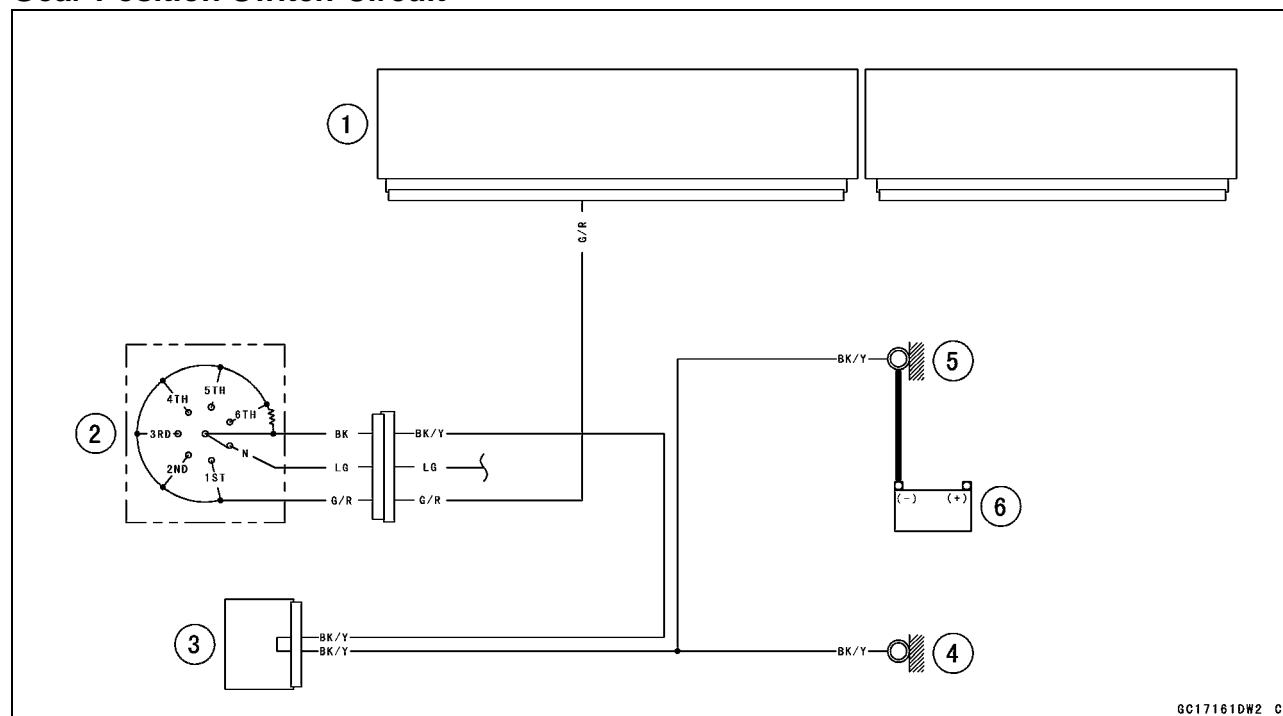 Gear Position Switch Circuit
1
G/R
4TH
5TH
6TH
3RD
N
2ND
1ST
2
BK
BK/Y
LG
LG
G/R
G/R
BK/Y
5
(-)
(+)
6
3
BK/Y
BK/Y
BK/Y
4
GC17161DW2 C